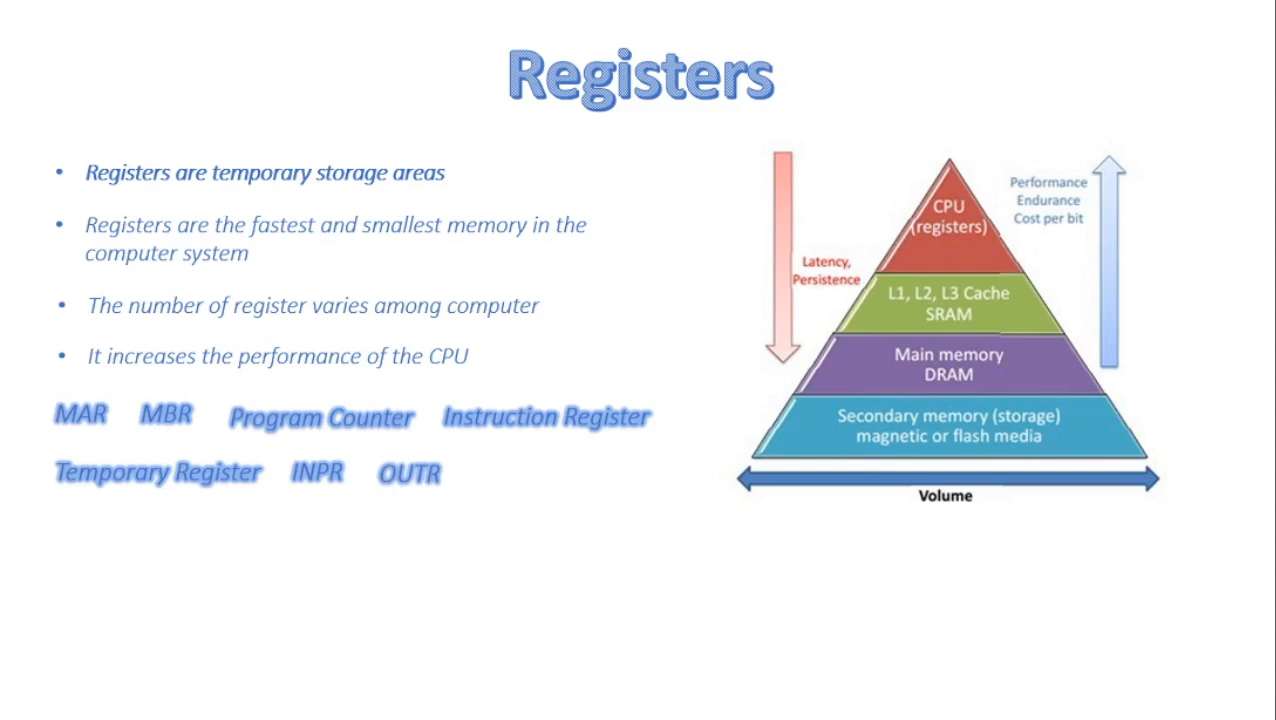 Registers
• Registers are temporary storage areas
• Registers are the fastest and smallest memory in the
computer system
• The number of register varies among computer
• It increases the performance of the CPU
MAR MBR Program Counter Instruction Register
Temporary Register INPR OUTR
Latency,
Persistence
CPU
(registers)
L1, L2, L3 Cache
SRAM
Main memory
DRAM
Secondary memory (storage)
magnetic or flash media
Performance
Endurance
Cost per bit
Volume